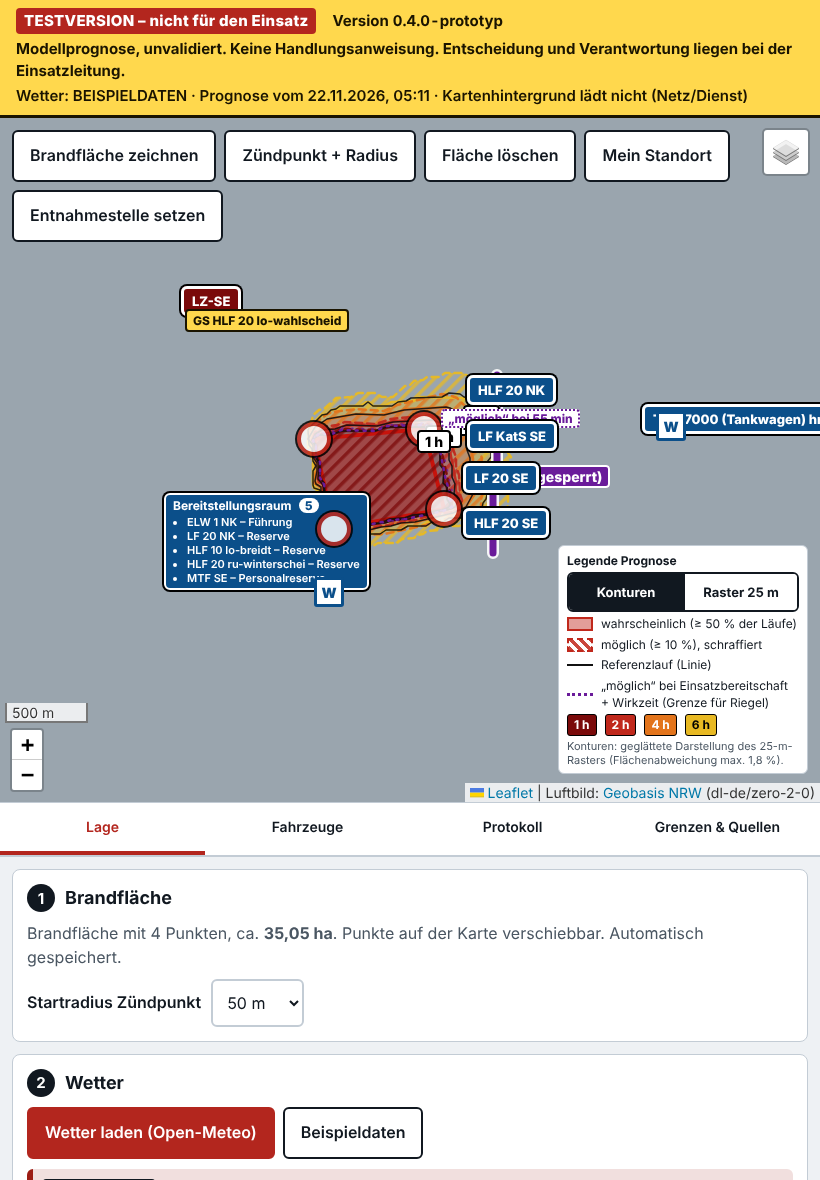 TESTVERSION – nicht für den Einsatz Version 0.4.0-prototyp
Modellprognose, unvalidiert. Keine Handlungsanweisung. Entscheidung und Verantwortung liegen bei der
Einsatzleitung.
Wetter: BEISPIELDATEN · Prognose vom 22.11.2026, 05:11 · Kartenhintergrund lädt nicht (Netz/Dienst)
Brandfläche zeichnen
Zündpunkt + Radius
Fläche löschen
Mein Standort
Entnahmestelle setzen
LZ-SE
GS HLF 20 lo-wahlscheid
HLF 20 NK
„möglich“ bei 55 min
7000 (Tankwagen)
W
1 h
LF KatS SE
LF 20 SE
gesperrt)
HLF 20 SE
Bereitstellungsraum 5
• ELW 1 NK – Führung
• LF 20 NK – Reserve
• HLF 10 lo-breidt – Reserve
• HLF 20 ru-winterschei – Reserve
• MTF SE – Personalreserve
W
Legende Prognose
Konturen
Raster 25 m
wahrscheinlich (≥ 50 % der Läufe)
möglich (≥ 10 %), schraffiert
Referenzlauf (Linie)
„möglich“ bei Einsatzbereitschaft
+ Wirkzeit (Grenze für Riegel)
1 h 2 h 4 h 6 h
Konturen: geglättete Darstellung des 25-m-
Rasters (Flächenabweichung max. 1,8 %).
500 m
+
−
Leaflet | Luftbild: Geobasis NRW (dl-de/zero-2-0)
Lage
Fahrzeuge
Protokoll
Grenzen & Quellen
1 Brandfläche
Brandfläche mit 4 Punkten, ca. 35,05 ha. Punkte auf der Karte verschiebbar. Automatisch
gespeichert.
Startradius Zündpunkt 50 m
2 Wetter
Wetter laden (Open-Meteo)
Beispieldaten